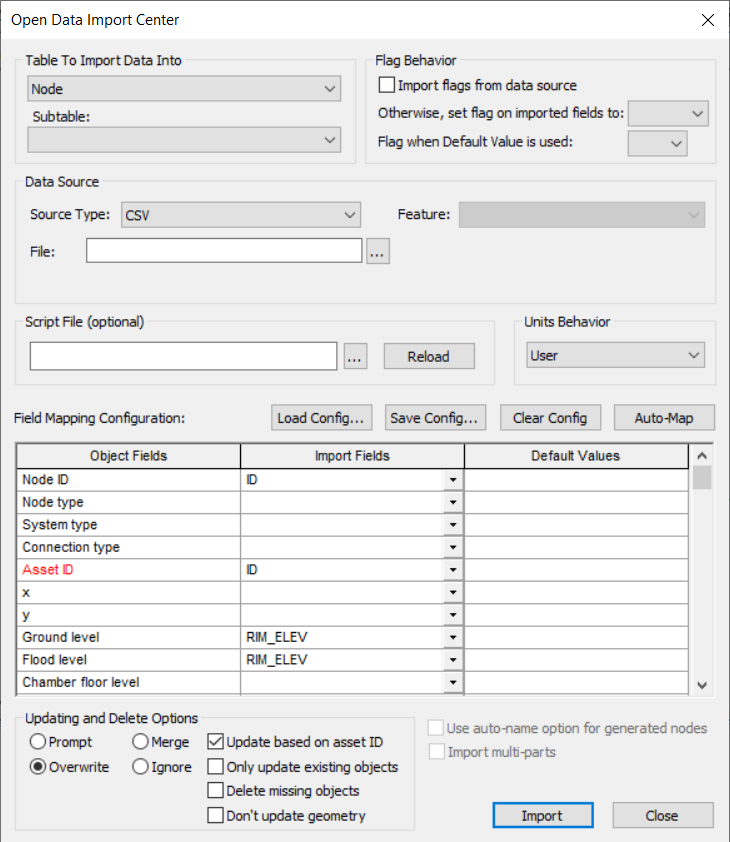 Open Data Import Center
Table To Import Data Into
Node
Subtable:
Flag Behavior
Import flags from data source
Otherwise, set flag on imported fields to:
Flag when Default Value is used:
Data Source
Source Type: CSV
Feature:
File:
...
Script File (optional)
...
Reload
Units Behavior
User
Field Mapping Configuration:
Load Config...
Save Config...
Clear Config
Auto-Map
Object Fields Import Fields Default Values
Node ID ID
Node type
System type
Connection type
Asset ID ID
x
y
Ground level RIM_ELEV
Flood level RIM_ELEV
Chamber floor level
Updating and Delete Options
Prompt Merge Update based on asset ID
Overwrite Ignore Only update existing objects
Delete missing objects
Don't update geometry
Use auto-name option for generated nodes
Import multi-parts
Import
Close